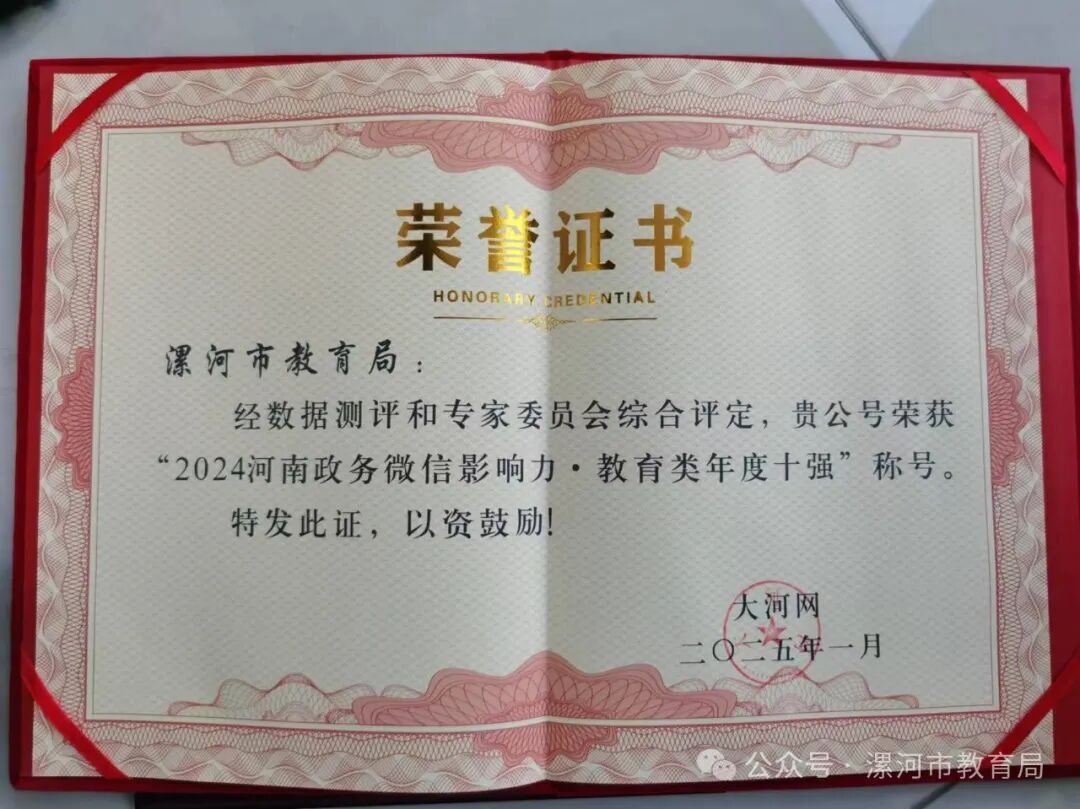 荣誉证书
HONORARY CREDENTIAL
漯河市教育局：
经数据测评和专家委员会综合评定，贵公号荣获
“2024河南政务微信影响力·教育类年度十强”称号。
特发此证，以资鼓励！
大河网
二〇二五年一月
公众号·漯河市教育局